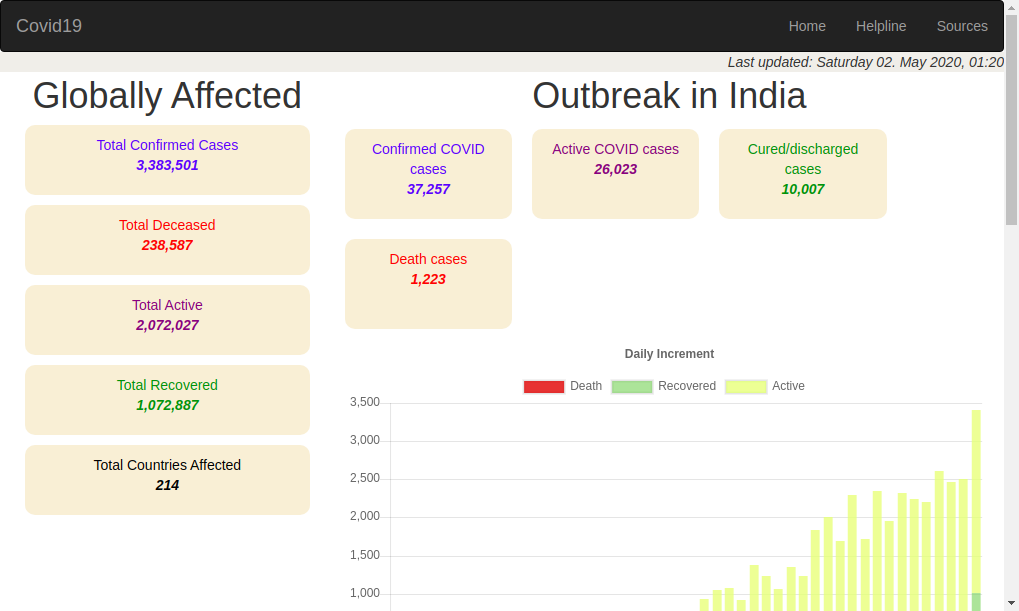 Covid19
Home Helpline Sources
Last updated: Saturday 02. May 2020, 01:20
Globally Affected
Total Confirmed Cases
3,383,501
Total Deceased
238,587
Total Active
2,072,027
Total Recovered
1,072,887
Total Countries Affected
214
Outbreak in India
Confirmed COVID
cases
37,257
Active COVID cases
26,023
Cured/discharged
cases
10,007
Death cases
1,223
Daily Increment
Death Recovered Active
3,500
3,000
2,500
2,000
1,500
1,000